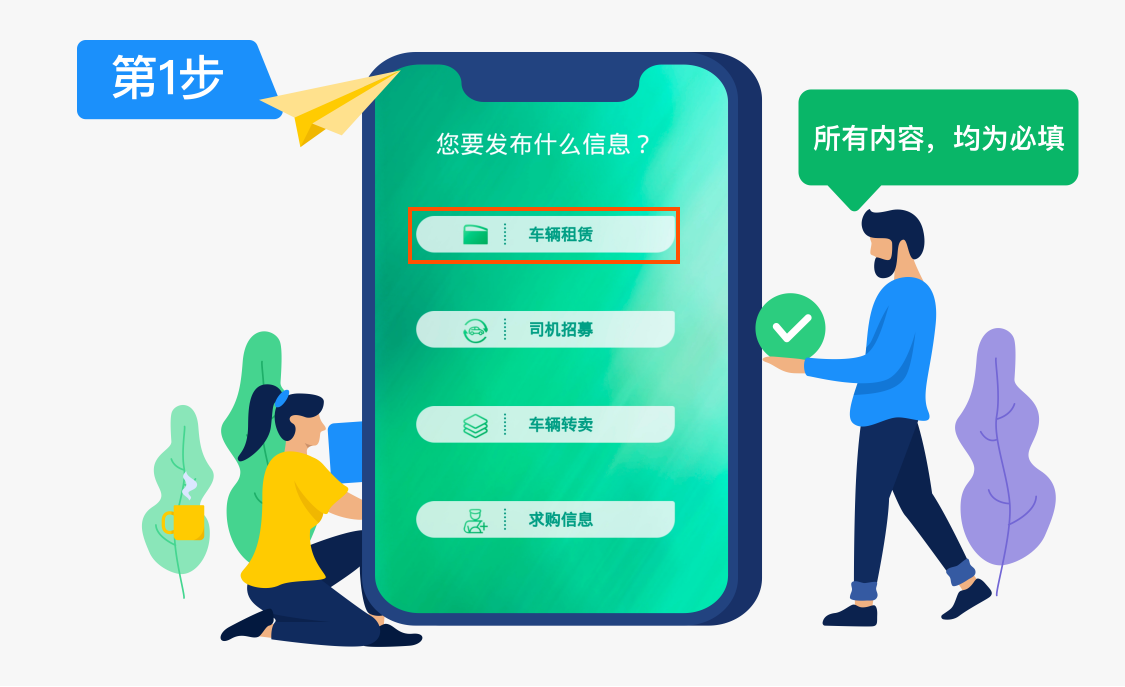 第1步
所有内容，均为必填
您要发布什么信息？
车辆租赁
司机招募
车辆转卖
求购信息